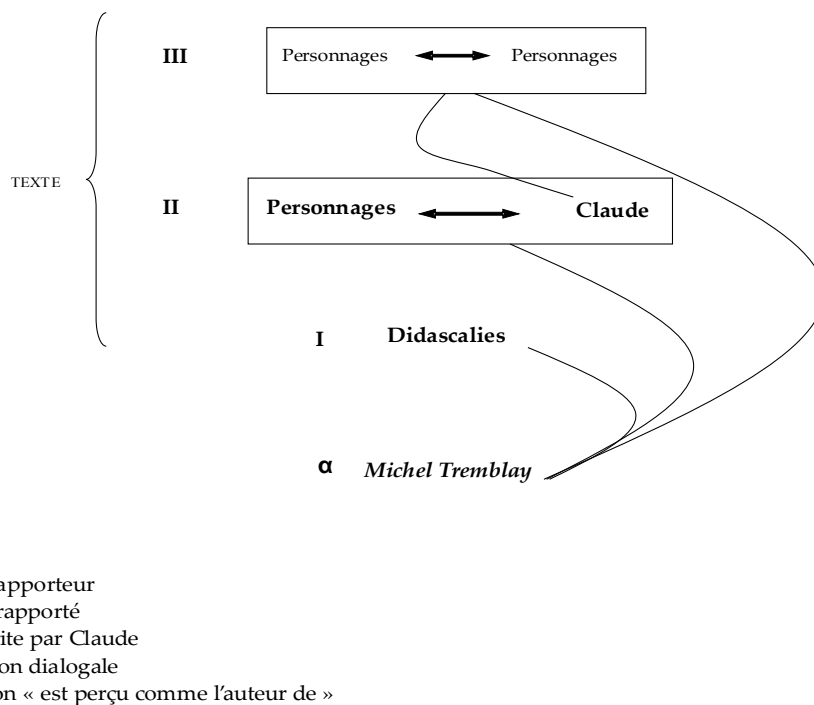 III Personnages Personnages
TEXTE
II Personnages Claude
I Didascalies
α Michel Tremblay
apporteur
rapporté
ite par Claude
on dialogale
on « est perçu comme l'auteur de »